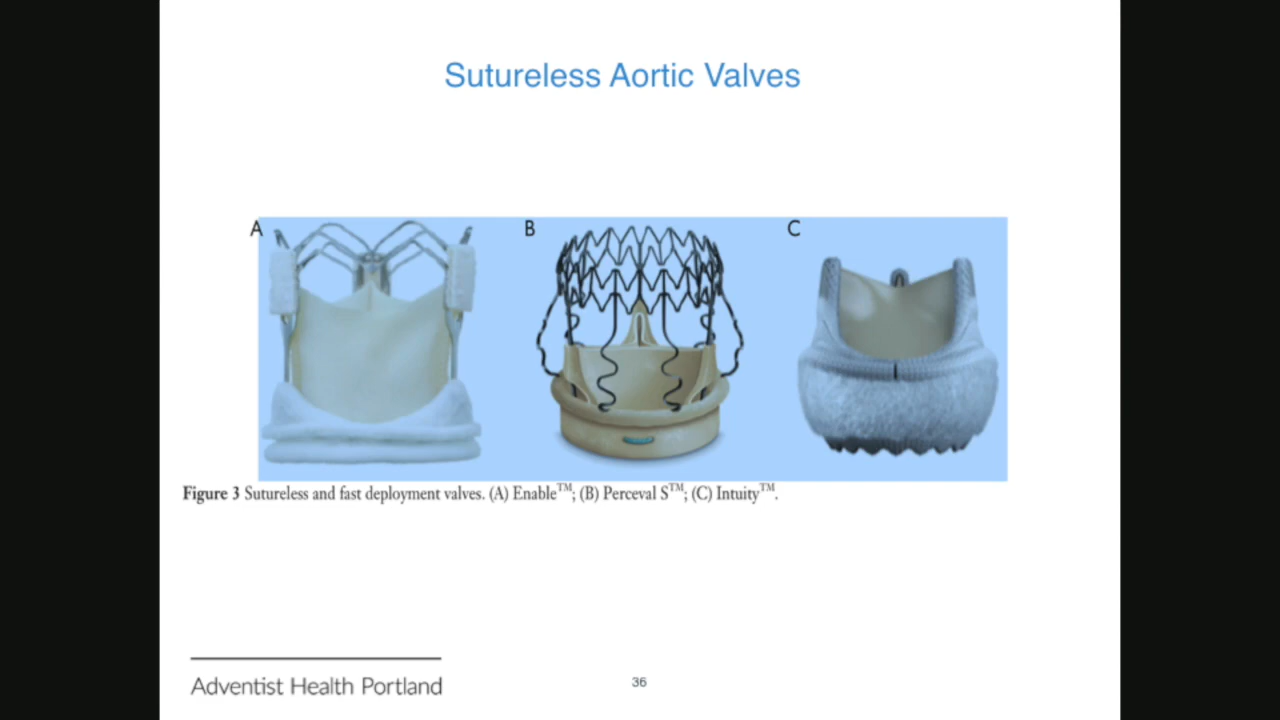 Sutureless Aortic Valves
A B C
Figure 3 Sutureless and fast deployment valves. (A) Enable™; (B) Perceval S™; (C) Intuity™.
Adventist Health Portland
36